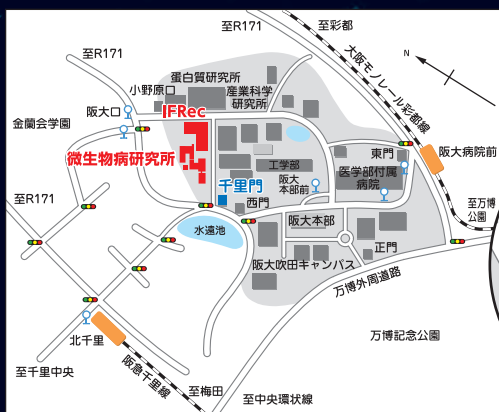 至R171
至彩都
至R171
大阪モノレール彩都線
N
蛋白質研究所
小野原口
産業科学
研究所
阪大口
IFRec
金蘭会学園
微生物病研究所
工学部
東門
阪大病院前
千里門
阪大
本部前
医学部付属
病院
至R171
西門
至万博
公園
水遠池
阪大本部
正門
阪大吹田キャンパス
万博外周道路
北千里
万博記念公園
阪急千里線
至千里中央
至梅田
至中央環状線